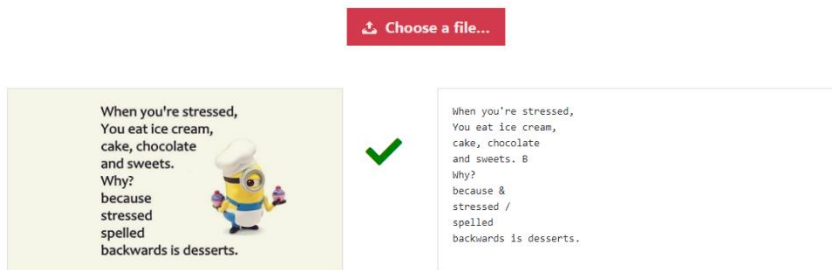 Choose a file...
When you're stressed,
You eat ice cream,
cake, chocolate
and sweets.
Why?
because
stressed
spelled
backwards is desserts.
When you're stressed,
You eat ice cream,
cake, chocolate
and sweets. B
Why?
because &
stressed /
spelled
backwards is desserts.